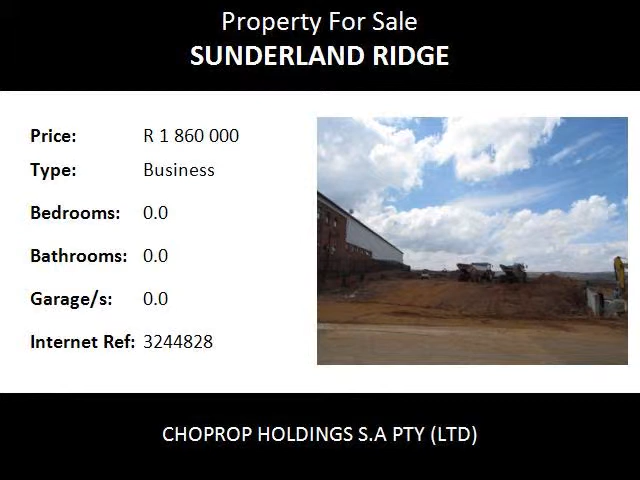 Property For Sale
SUNDERLAND RIDGE
Price: R 1 860 000
Type: Business
Bedrooms: 0.0
Bathrooms: 0.0
Garage/s: 0.0
Internet Ref: 3244828
CHOPROP HOLDINGS S.A PTY (LTD)